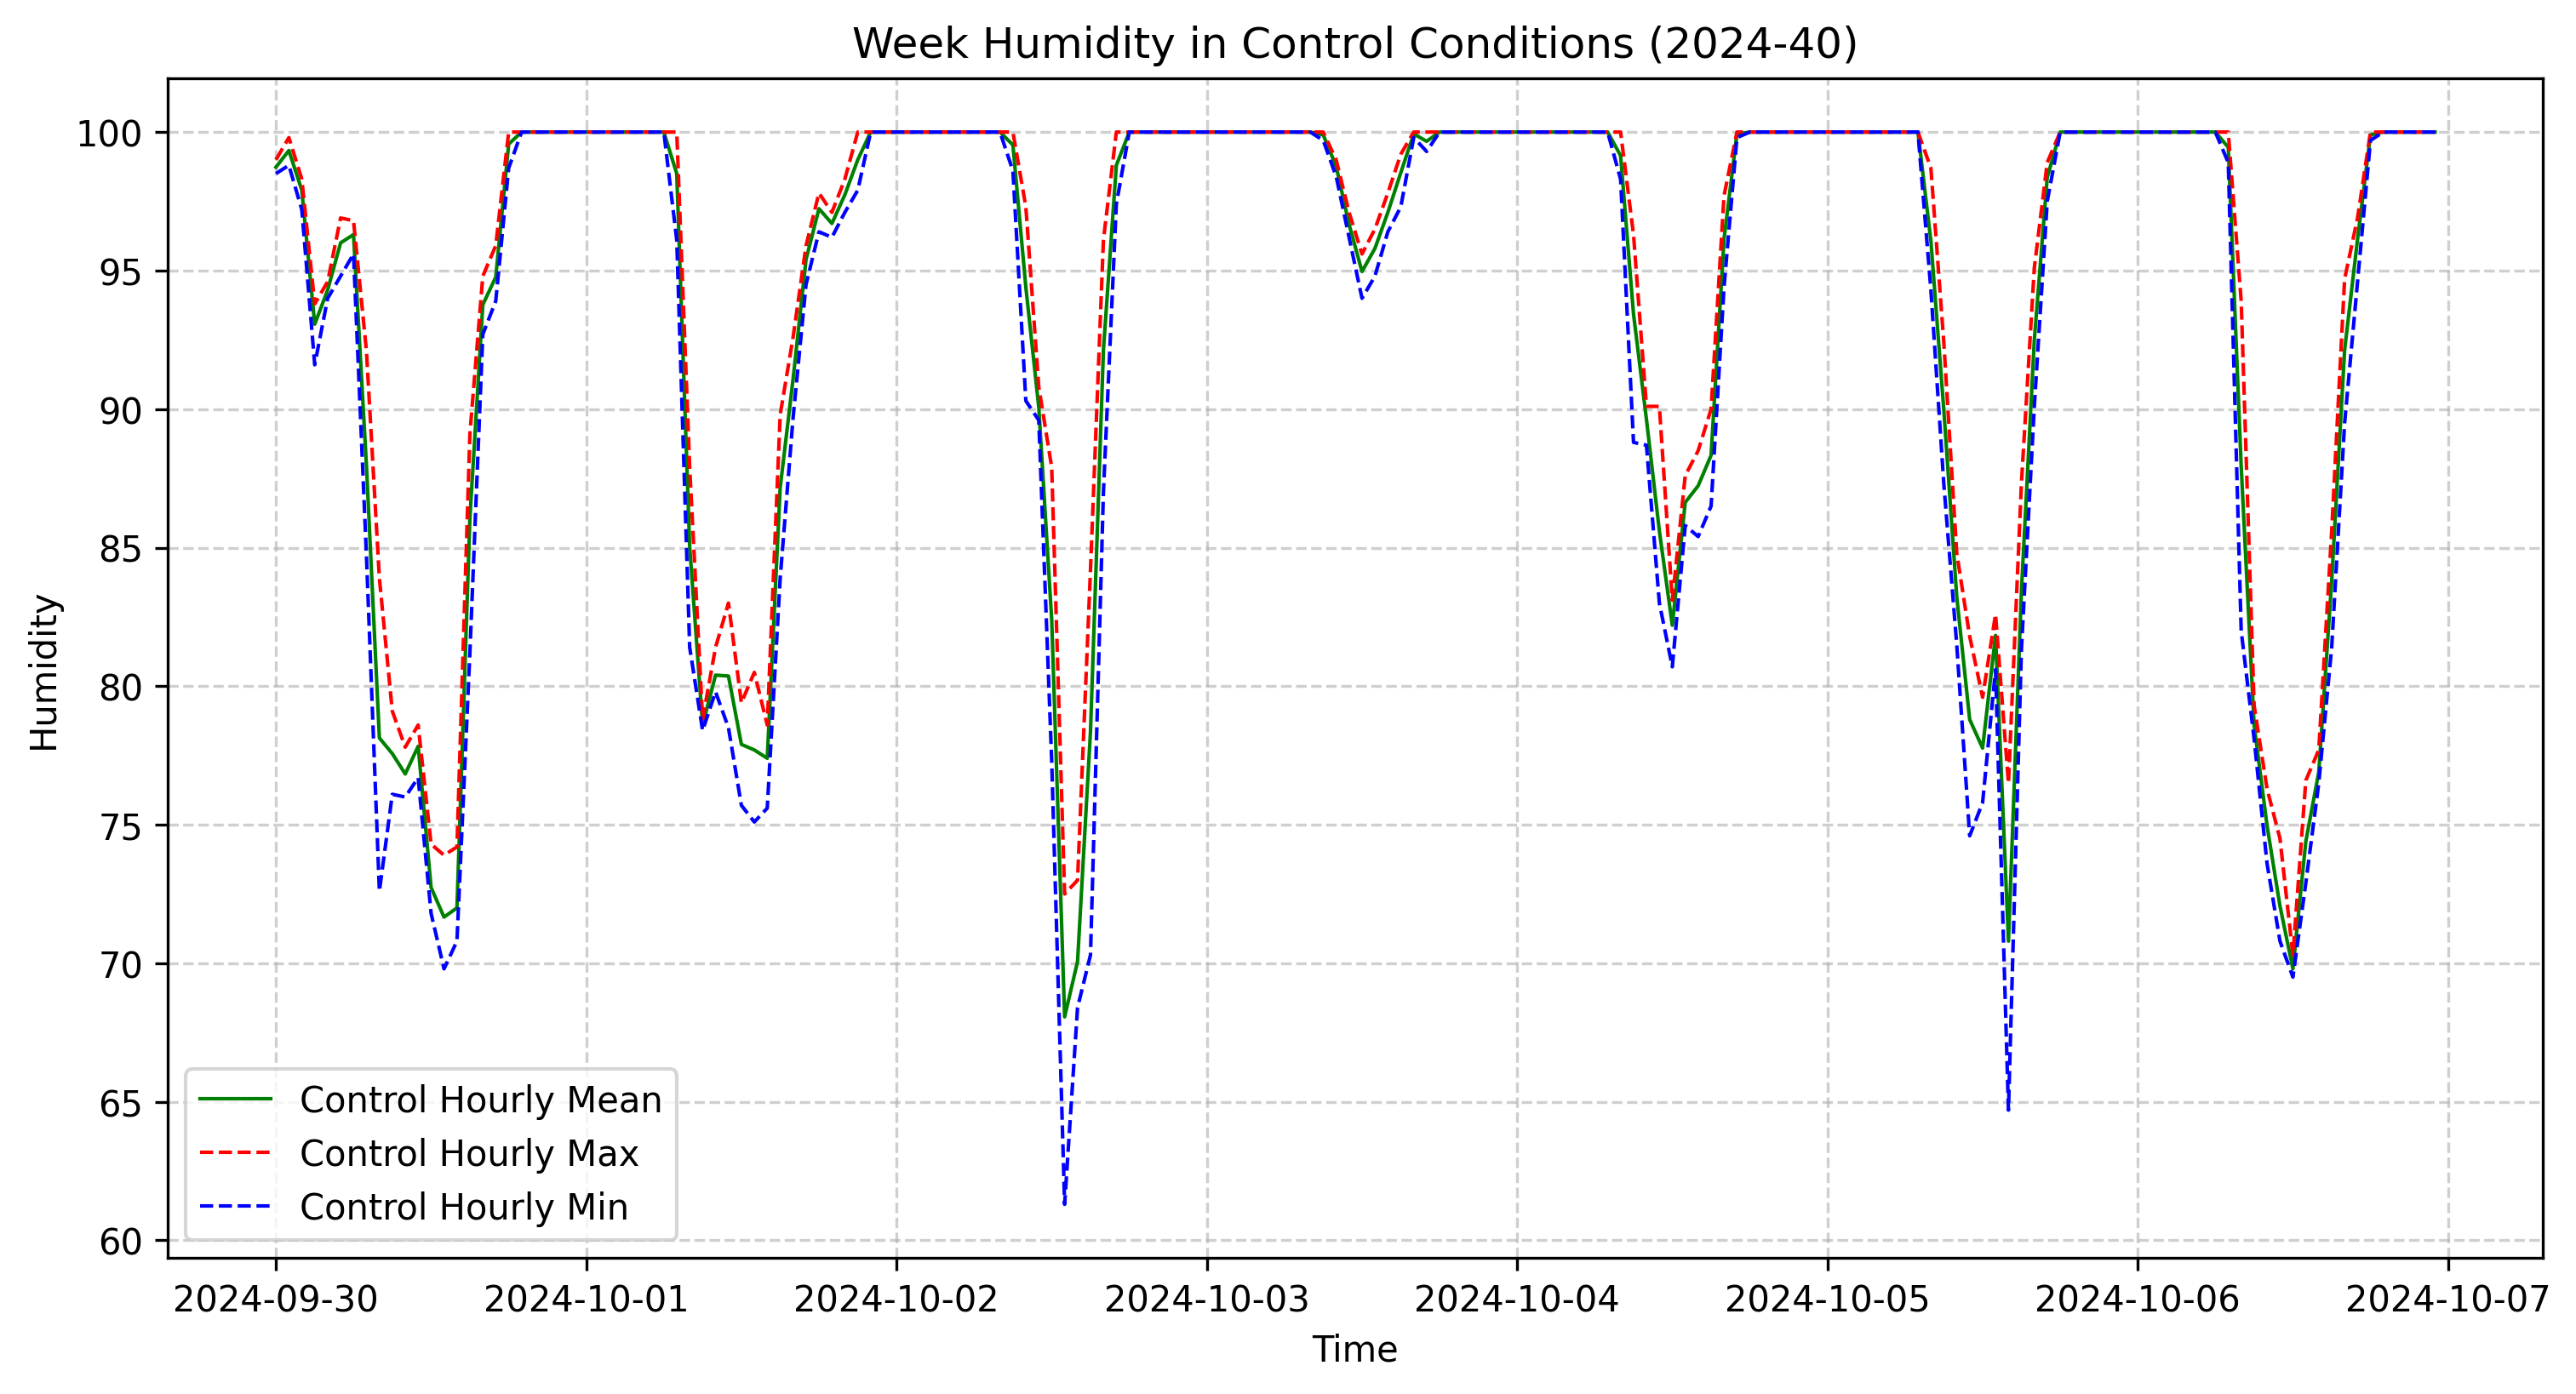 Week Humidity in Control Conditions (2024-40)
100
95
90
85
80
75
70
65
60
Humidity
Control Hourly Mean
Control Hourly Max
Control Hourly Min
2024-09-30 2024-10-01 2024-10-02 2024-10-03 2024-10-04 2024-10-05 2024-10-06 2024-10-07
Time